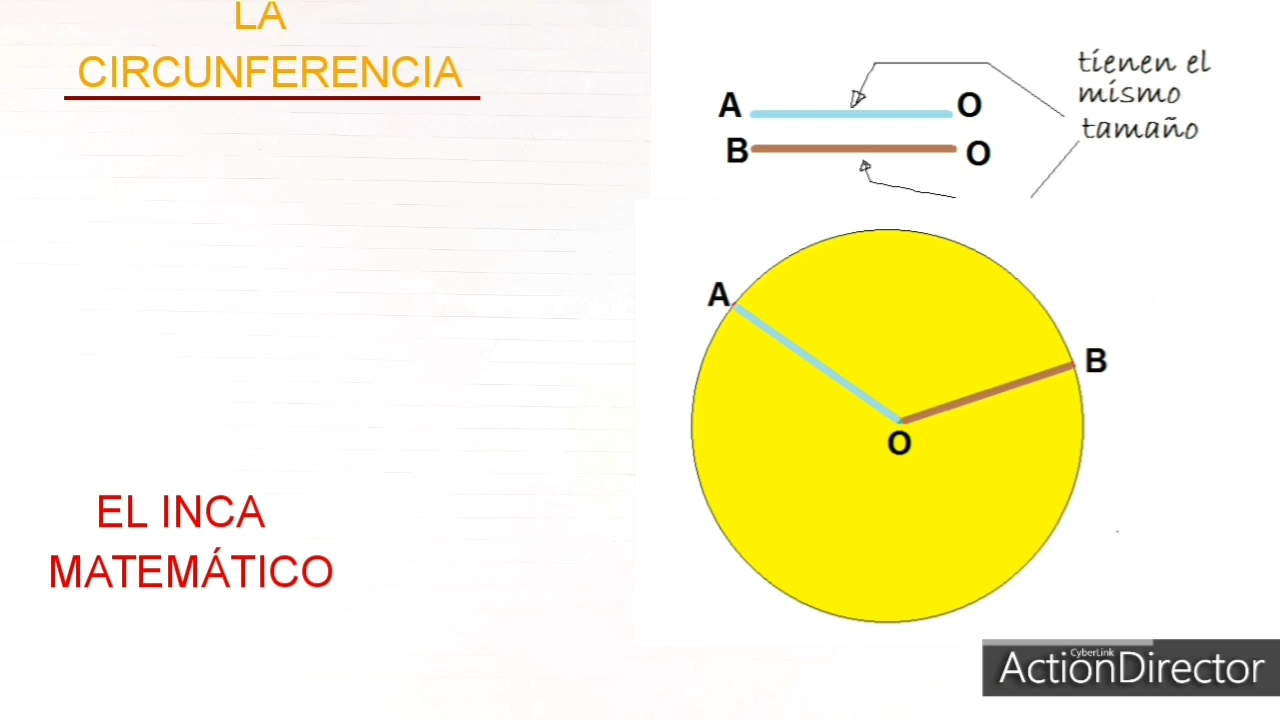 LA
CIRCUNFERENCIA
A O
B O
tienen el
mismo
tamaño
A
B
O
EL INCA
MATEMÁTICO
CyberLink
ActionDirector